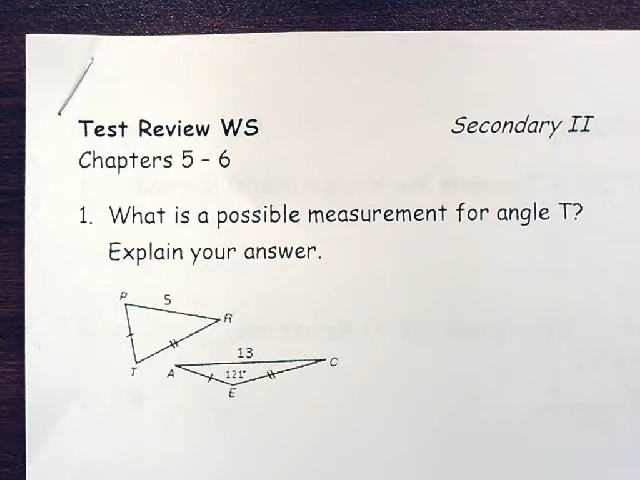 Test Review WS
Secondary II
Chapters 5 - 6
1. What is a possible measurement for angle T?
Explain your answer.
P
5
R
T
13
A
121°
C
E